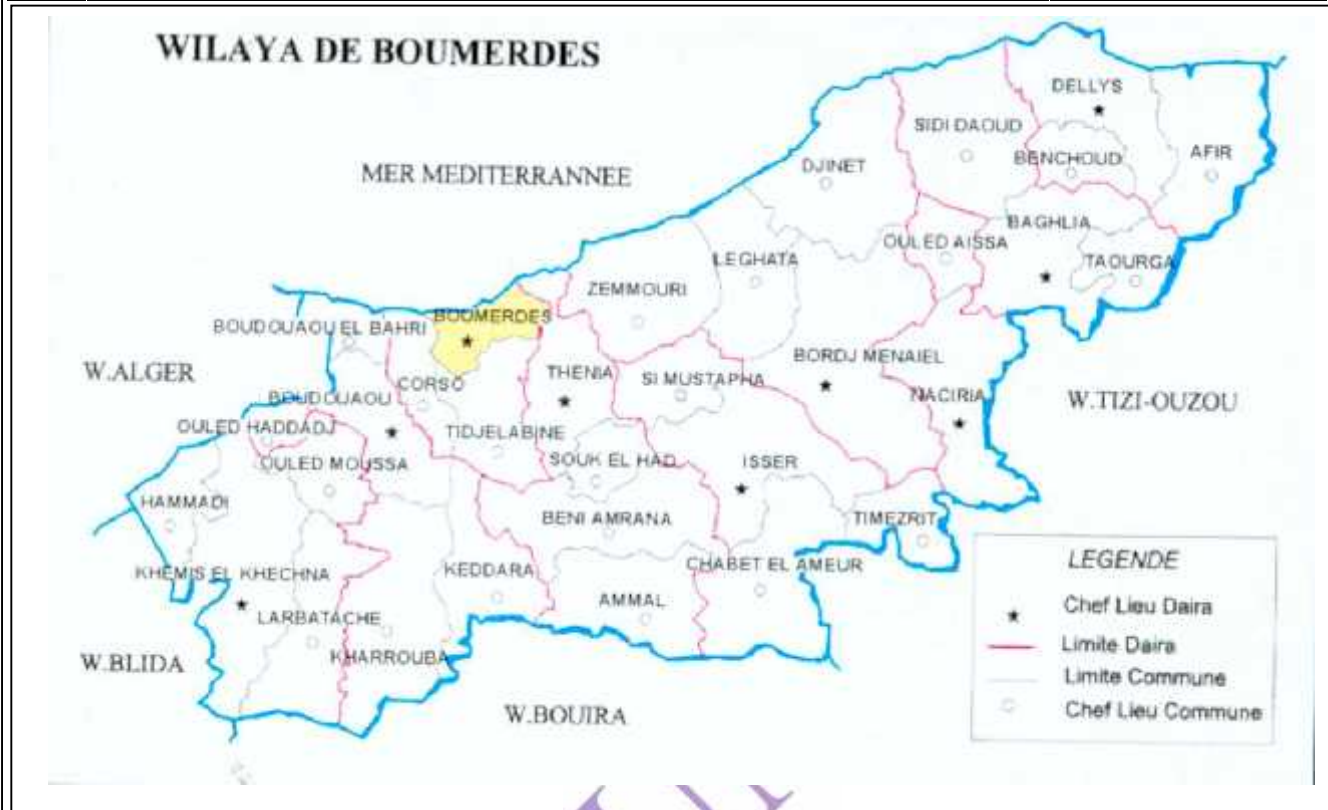 WILAYA DE BOUMERDES
DELLYS
SIDI DAOUD
MER MEDITERRANNEE
DJINET
BENCHOUD
AFIR
BAGHLIA
OULED AISSA
LEGHATA
TAOURGA
ZEMMOURI
BOUMERDES
BOUDOUAOU EL BAHRI
W.ALGER
BORDJ MENAIEL
THENIA
SI MUSTAPHA
CORSO
BOUDOUAOU
NACIRIA
W.TIZI-OUZOU
OULED HADDADJ
TIDJELABINE
OULED MOUSSA
SOUK EL HAD
ISSER
HAMMADI
BENI AMRANA
TIMEZRIT
LEGENDE
KHEMIS EL KHECHNA
KEDDARA
CHABET EL AMEUR
AMMAL
Chef Lieu Daira
LARBATACHE
Limite Daira
KHARROUBA
W.BLIDA
Limite Commune
W.BOUIRA
Chef Lieu Commune